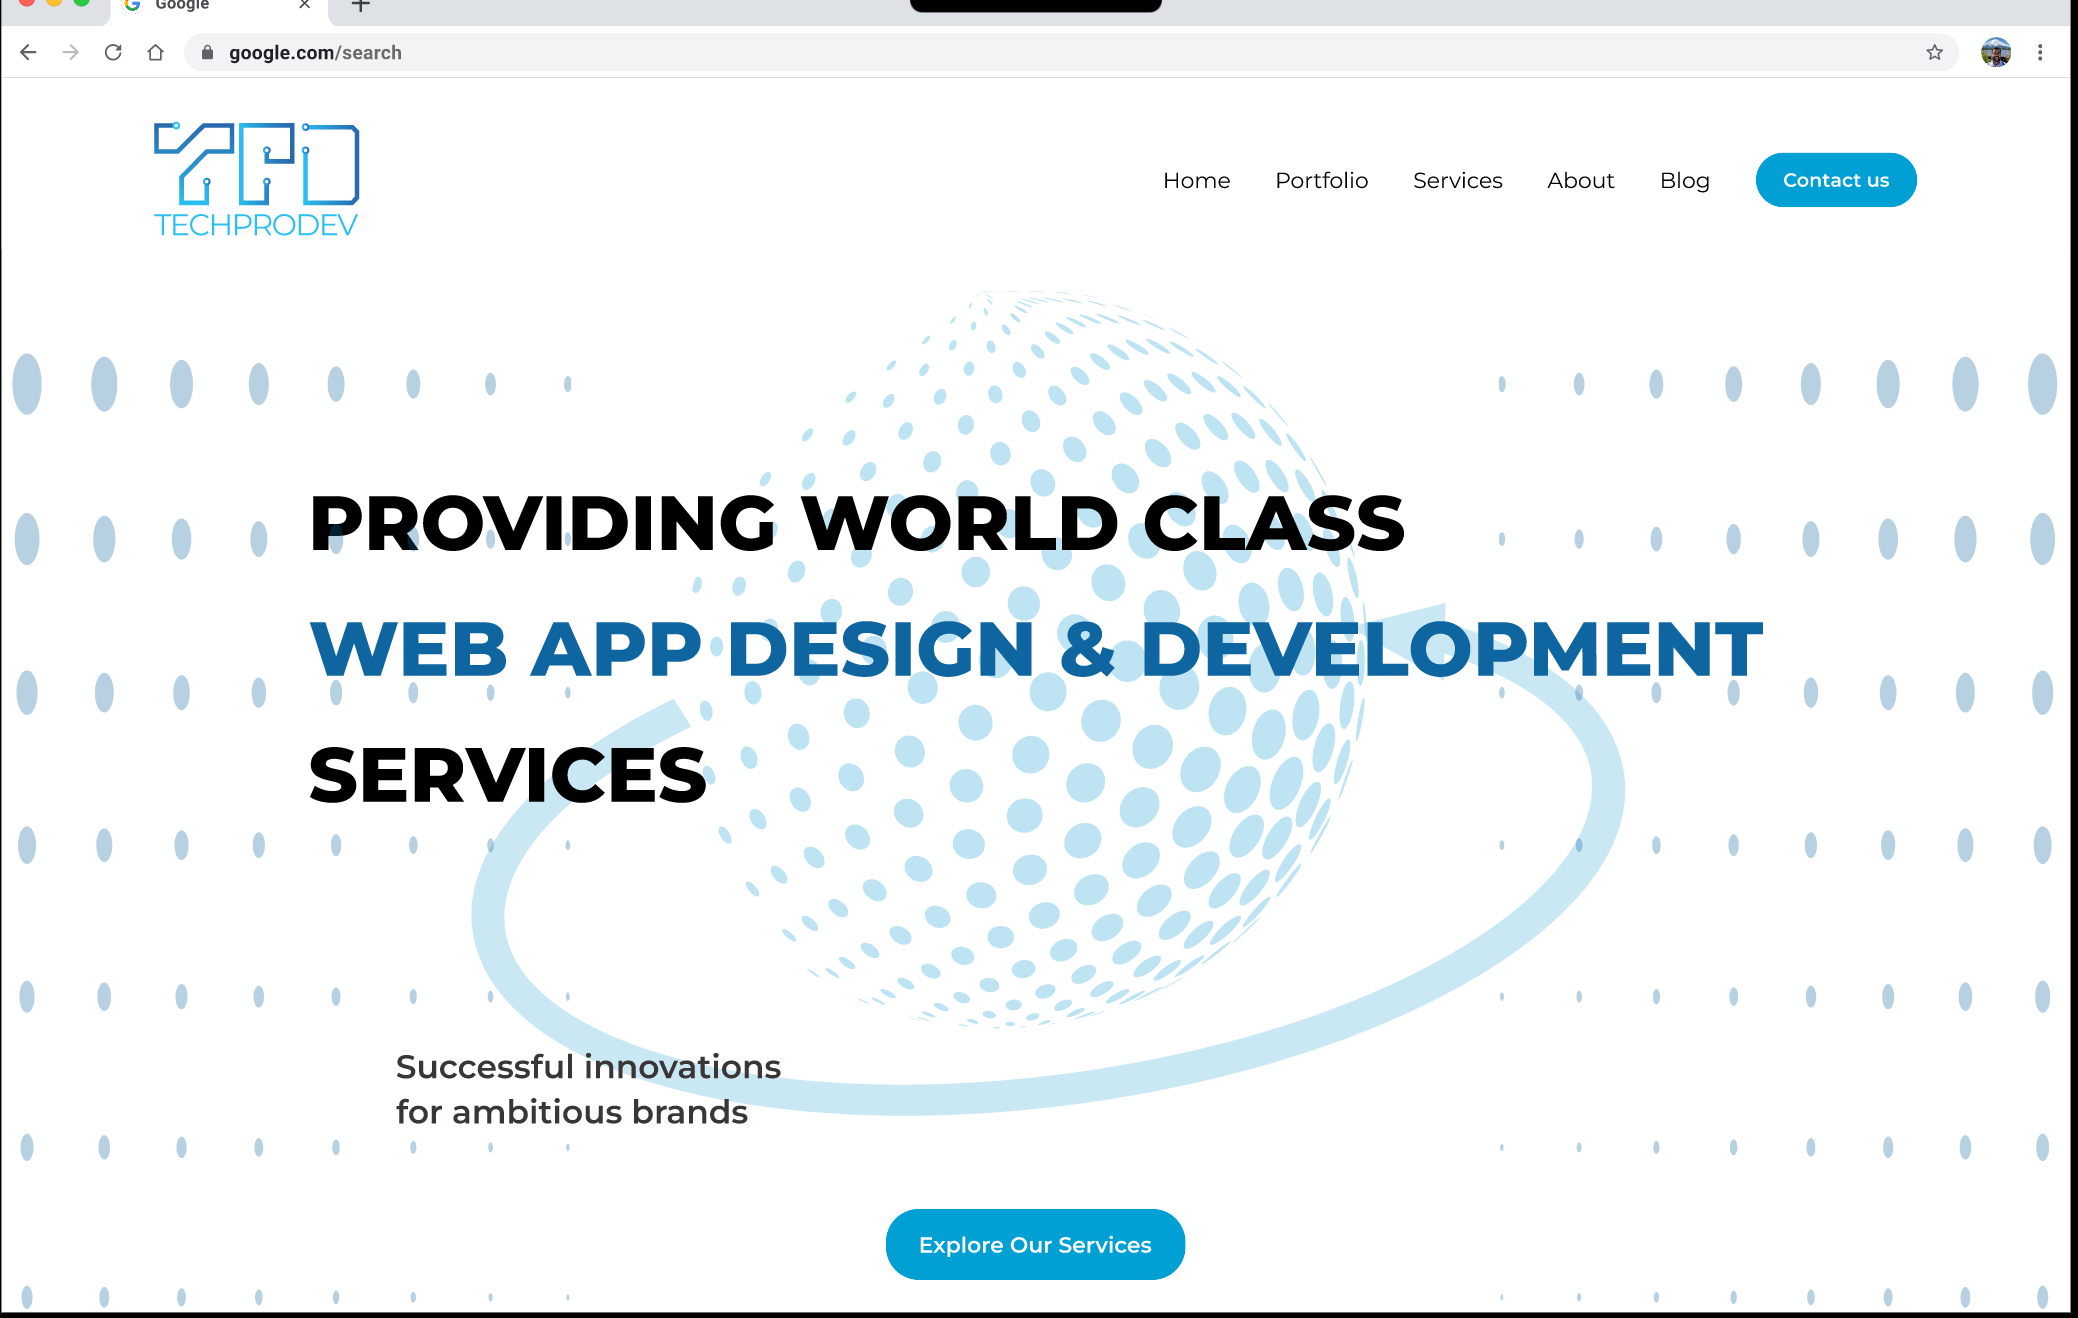 Google
google.com/search
TECHPRODEV
Home Portfolio Services About Blog Contact us
PROVIDING WORLD CLASS
WEB APP DESIGN & DEVELOPMENT
SERVICES
Successful innovations
for ambitious brands
Explore Our Services